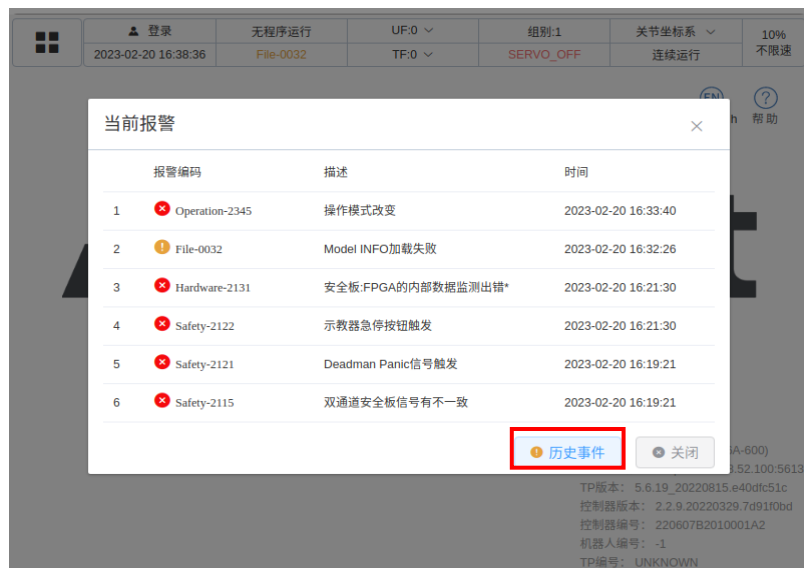 登录 无程序运行 UF:0 组别:1 关节坐标系 10%
2023-02-20 16:38:36 File-0032 TF:0 SERVO_OFF 连续运行 不限速
EN ?
h 帮助
当前报警
报警编码 描述 时间
1 Operation-2345 操作模式改变 2023-02-20 16:33:40
2 File-0032 Model INFO加载失败 2023-02-20 16:32:26
3 Hardware-2131 安全板:FPGA的内部数据监测出错* 2023-02-20 16:21:30
4 Safety-2122 示教器急停按钮触发 2023-02-20 16:21:30
5 Safety-2121 Deadman Panic信号触发 2023-02-20 16:19:21
6 Safety-2115 双通道安全板信号有不一致 2023-02-20 16:19:21
历史事件 关闭
A-600)
.52.100:5613
TP版本： 5.6.19_20220815.e40dfc51c
控制器版本： 2.2.9.20220329.7d91f0bd
控制器编号： 220607B2010001A2
机器人编号： -1
TP编号： UNKNOWN